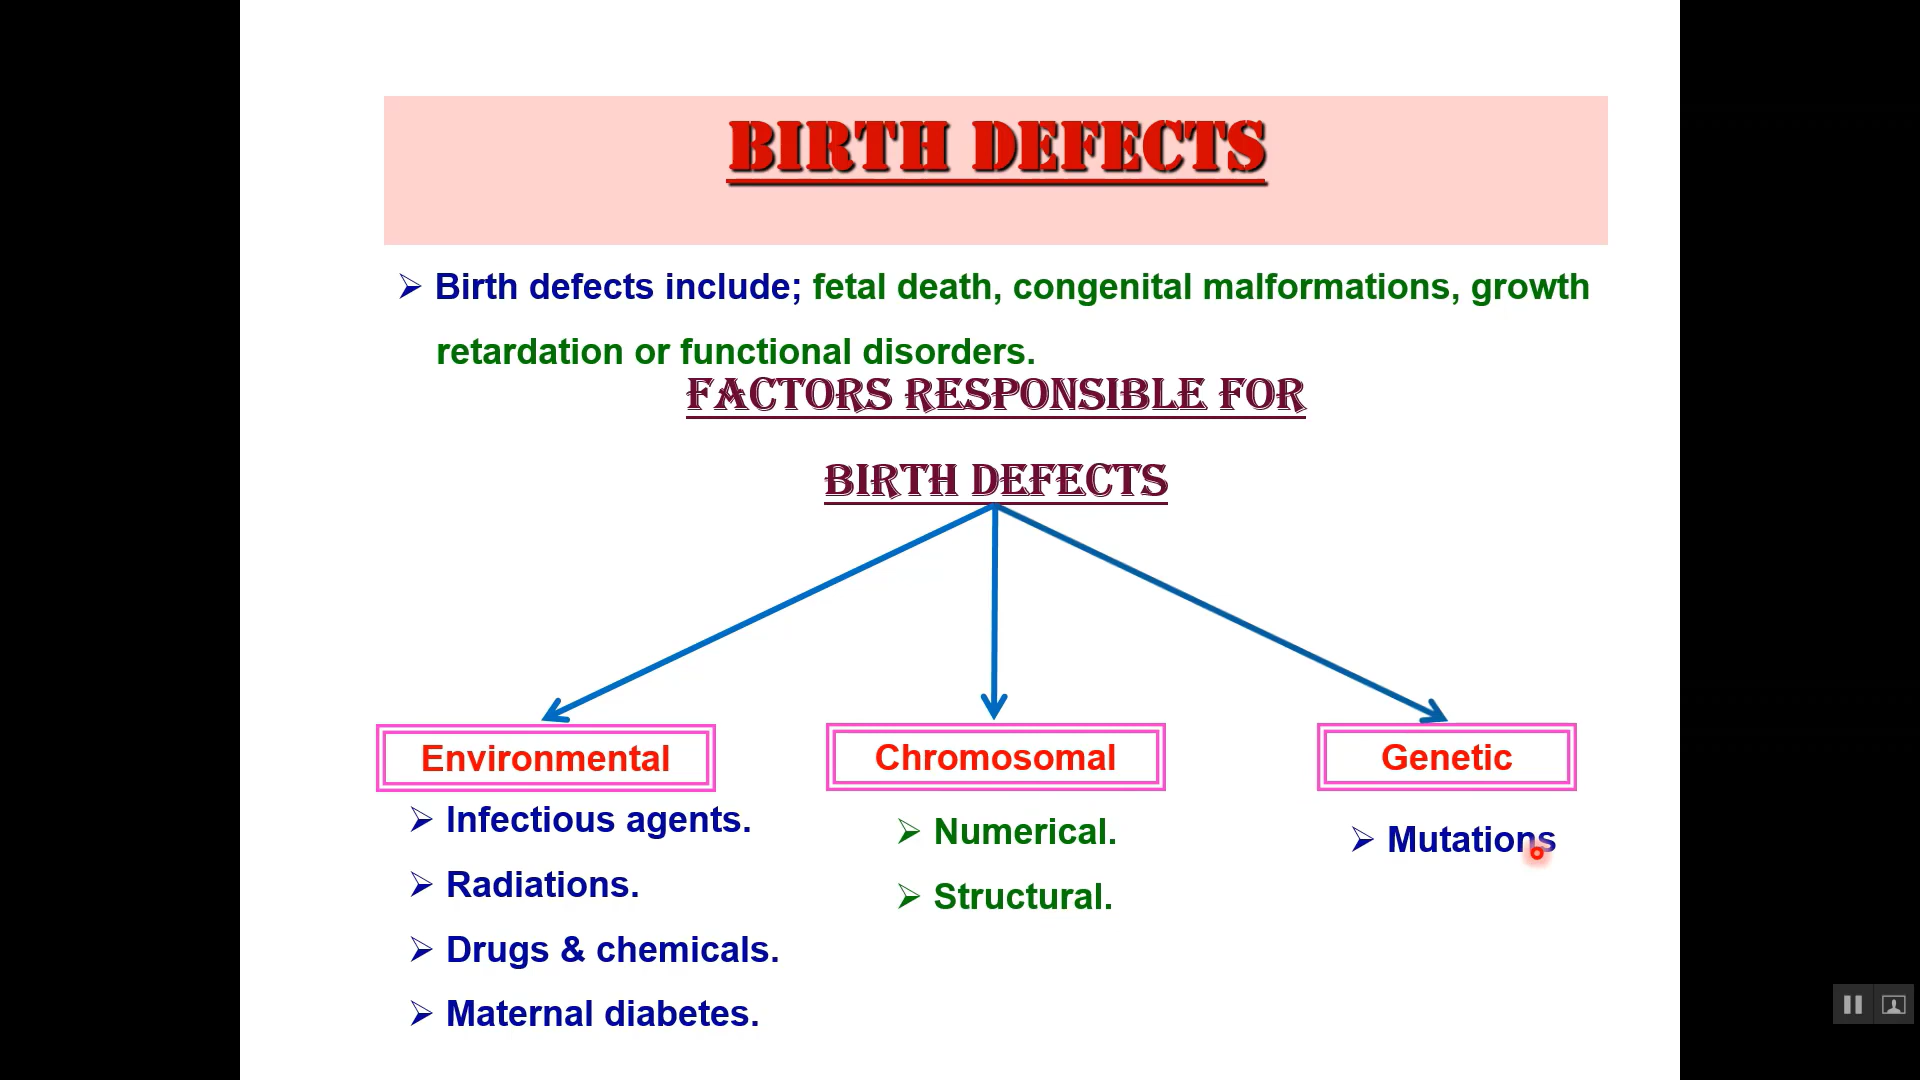 BIRTH DEFECTS
➢ Birth defects include; fetal death, congenital malformations, growth
retardation or functional disorders.
FACTORS RESPONSIBLE FOR
BIRTH DEFECTS
Environmental
➢ Infectious agents.
➢ Radiations.
➢ Drugs & chemicals.
➢ Maternal diabetes.
Chromosomal
➢ Numerical.
➢ Structural.
Genetic
➢ Mutations